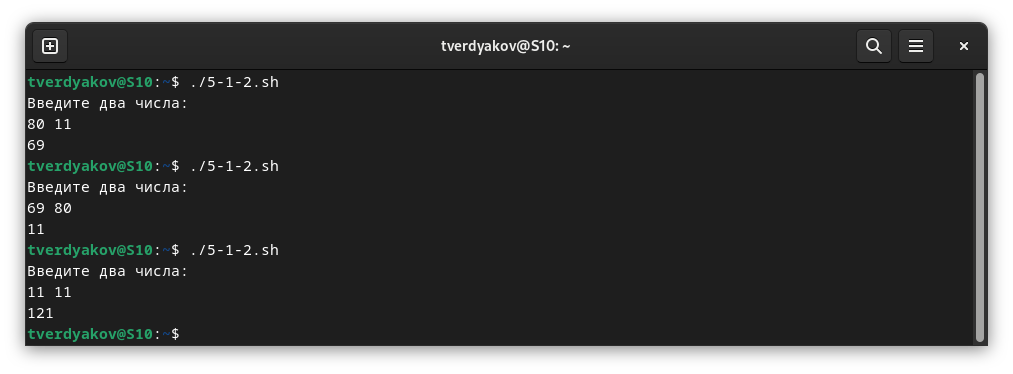 tverdyakov@S10: ~
tverdyakov@S10:~$ ./5-1-2.sh
Введите два числа:
80 11
69
tverdyakov@S10:~$ ./5-1-2.sh
Введите два числа:
69 80
11
tverdyakov@S10:~$ ./5-1-2.sh
Введите два числа:
11 11
121
tverdyakov@S10:~$